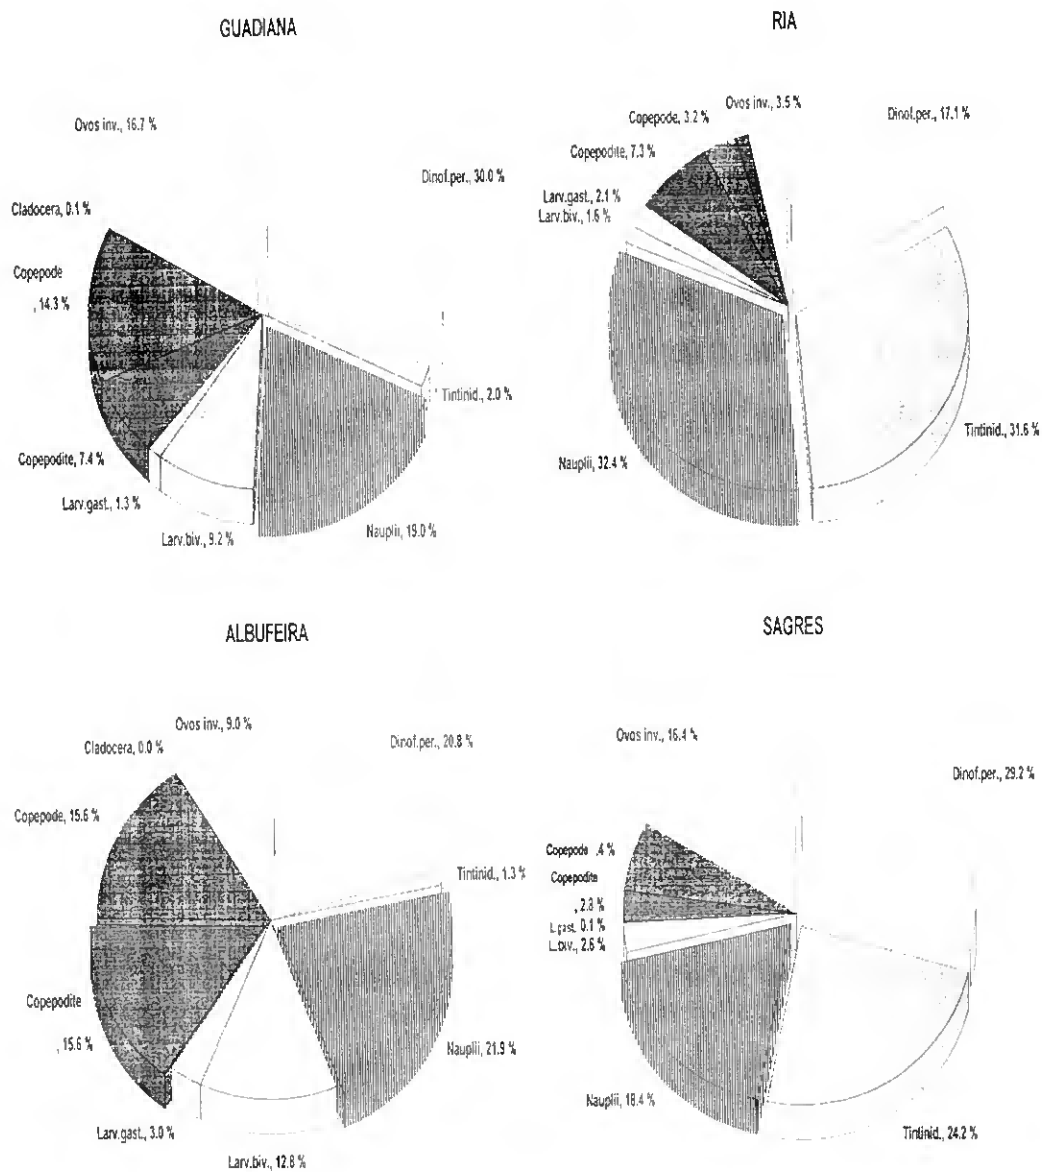 GUADIANA
Ovos inv., 16.7 %
Dinof.per., 30.0 %
Cladocera, 0.1 %
Copepode
, 14.3 %
Tintinid., 2.0 %
Copepodite, 7.4 %
Larv.gast., 1.3 %
Larv.biv., 9.2 %
Nauplii, 19.0 %
RIA
Ovos inv., 3.5 %
Copepode, 3.2 %
Dinof.per., 17.1 %
Copepodite, 7.3 %
Larv.gast., 2.1 %
Larv.biv., 1.6 %
Tintinid., 31.6 %
Nauplii, 32.4 %
ALBUFEIRA
Ovos inv., 9.0 %
Cladocera, 0.0 %
Dinof.per., 20.8 %
Copepode, 15.6 %
Tintinid., 1.3 %
Copepodite
, 15.6 %
Nauplii, 21.9 %
Larv.gast., 3.0 %
Larv.biv., 12.8 %
SAGRES
Ovos inv., 16.4 %
Dinof.per., 29.2 %
Copepode .4 %
Copepodite
, 2.8 %
L.gast. 0.1 %
L.biv., 2.6 %
Nauplii, 18.4 %
Tintinid., 24.2 %